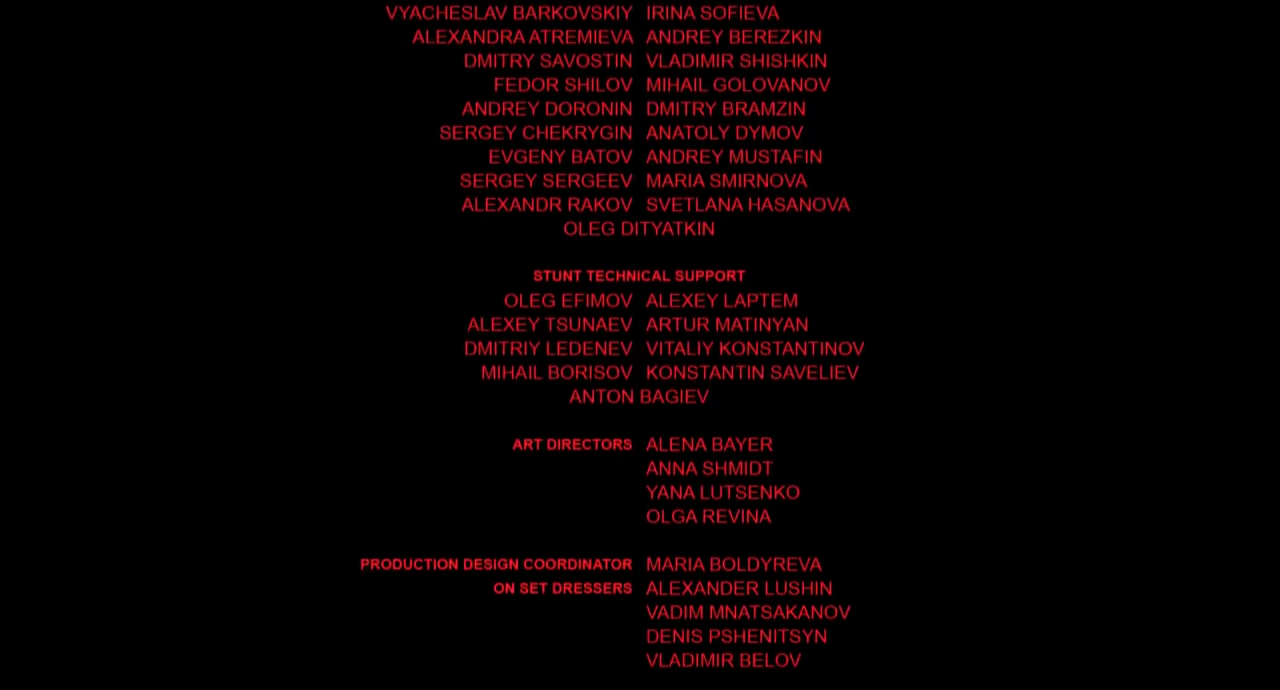 VYACHESLAV BARKOVSKIY IRINA SOFIEVA
ALEXANDRA ATREMIEVA ANDREY BEREZKIN
DMITRY SAVOSTIN VLADIMIR SHISHKIN
FEDOR SHILOV MIHAIL GOLOVANOV
ANDREY DORONIN DMITRY BRAMZIN
SERGEY CHEKRYGIN ANATOLY DYMOV
EVGENY BATOV ANDREY MUSTAFIN
SERGEY SERGEEV MARIA SMIRNOVA
ALEXANDR RAKOV SVETLANA HASANOVA
OLEG DITYATKIN
STUNT TECHNICAL SUPPORT
OLEG EFIMOV ALEXEY LAPTEM
ALEXEY TSUNAEV ARTUR MATINYAN
DMITRIY LEDENEV VITALIY KONSTANTINOV
MIHAIL BORISOV KONSTANTIN SAVELIEV
ANTON BAGIEV
ART DIRECTORS ALENA BAYER
ANNA SHMIDT
YANA LUTSENKO
OLGA REVINA
PRODUCTION DESIGN COORDINATOR MARIA BOLDYREVA
ON SET DRESSERS ALEXANDER LUSHIN
VADIM MNATSAKANOV
DENIS PSHENITSYN
VLADIMIR BELOV